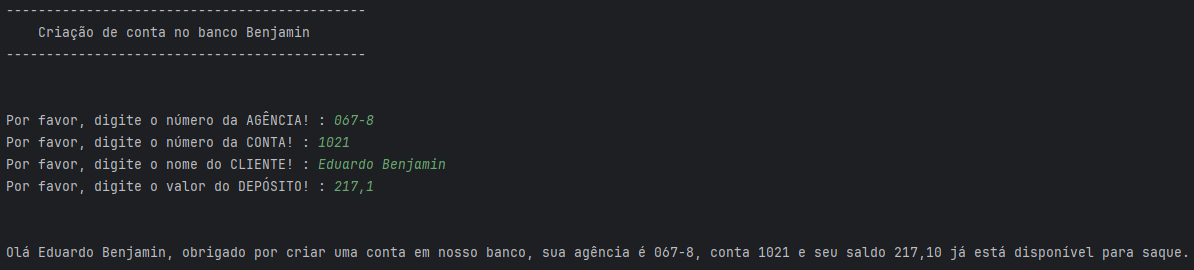 ---------------------------------------------
Criação de conta no banco Benjamin
---------------------------------------------
Por favor, digite o número da AGÊNCIA! : 067-8
Por favor, digite o número da CONTA! : 1021
Por favor, digite o nome do CLIENTE! : Eduardo Benjamin
Por favor, digite o valor do DEPÓSITO! : 217,1
Olá Eduardo Benjamin, obrigado por criar uma conta em nosso banco, sua agência é 067-8, conta 1021 e seu saldo 217,10 já está disponível para saque.